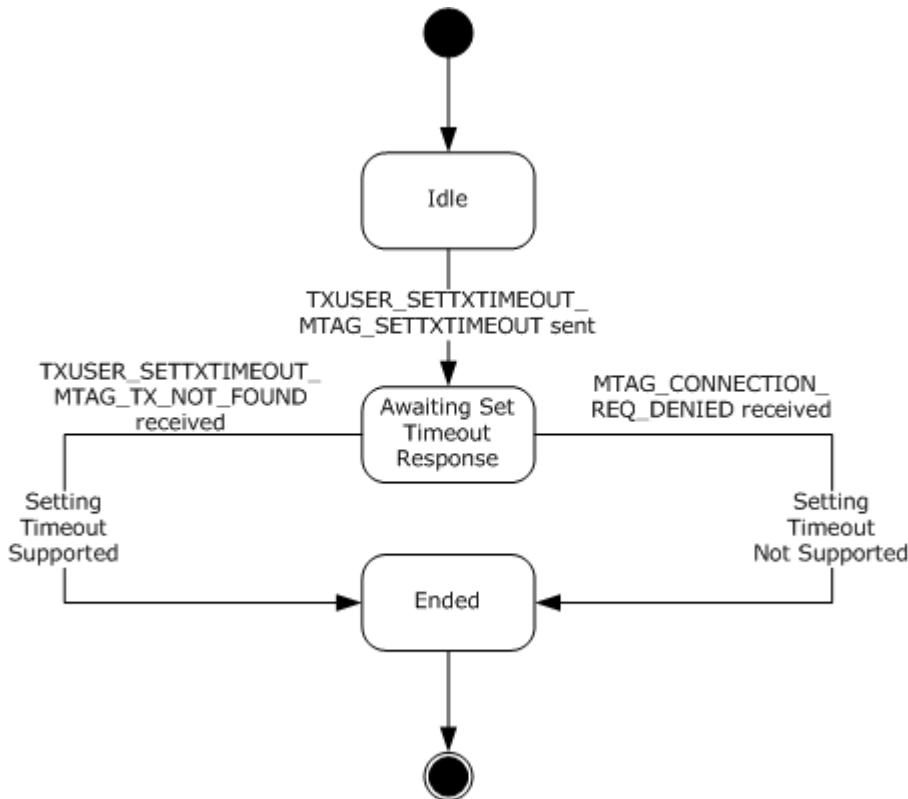 Idle
TXUSER_SETTXTIMEOUT_
MTAG_SETTXTIMEOUT sent
TXUSER_SETTXTIMEOUT_
MTAG_TX_NOT_FOUND
received
Awaiting Set
Timeout
Response
MTAG_CONNECTION_
REQ_DENIED received
Setting
Timeout
Supported
Setting
Timeout
Not Supported
Ended